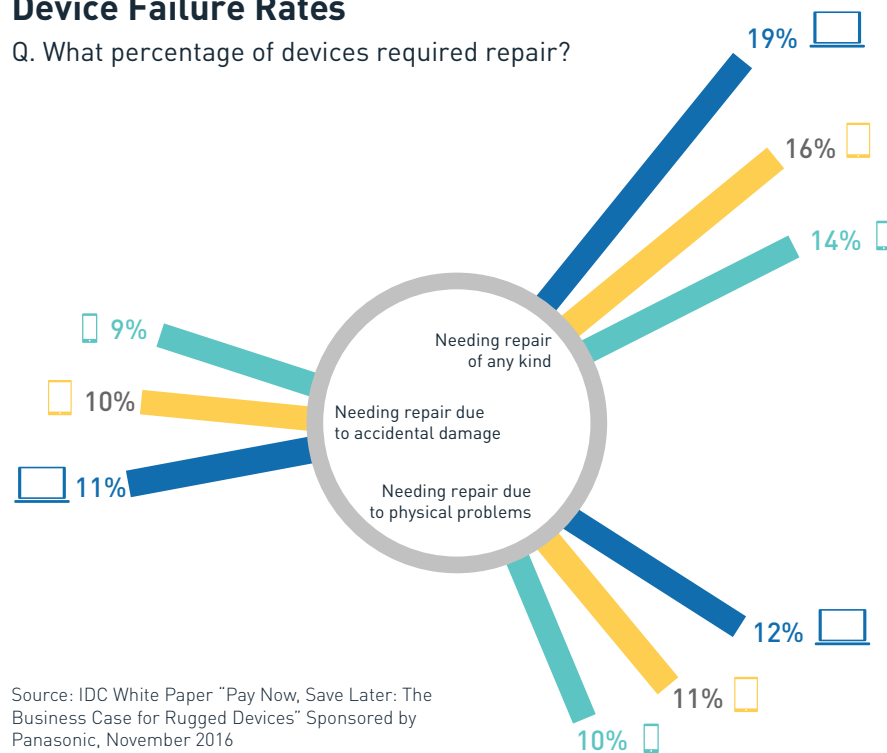 Device Failure Rates
Q. What percentage of devices required repair?
19%
16%
14%
Needing repair
of any kind
9%
10%
11%
Needing repair due
to accidental damage
Needing repair due
to physical problems
12%
11%
10%
Source: IDC White Paper “Pay Now, Save Later: The
Business Case for Rugged Devices” Sponsored by
Panasonic, November 2016